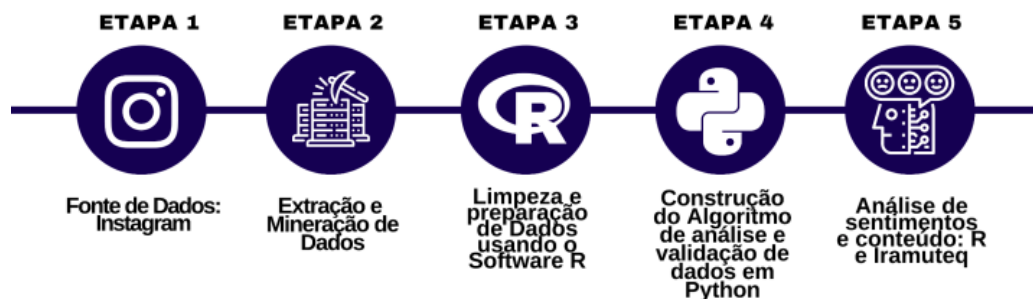 ETAPA 1
ETAPA 2
ETAPA 3
ETAPA 4
ETAPA 5
R
Fonte de Dados:
Instagram
Extração e
Mineração de
Dados
Limpeza e
preparação
de Dados
usando o
Software R
Construção
do Algoritmo
de análise e
validação de
dados em
Python
Análise de
sentimentos
e conteúdo: R
e Iramuteq